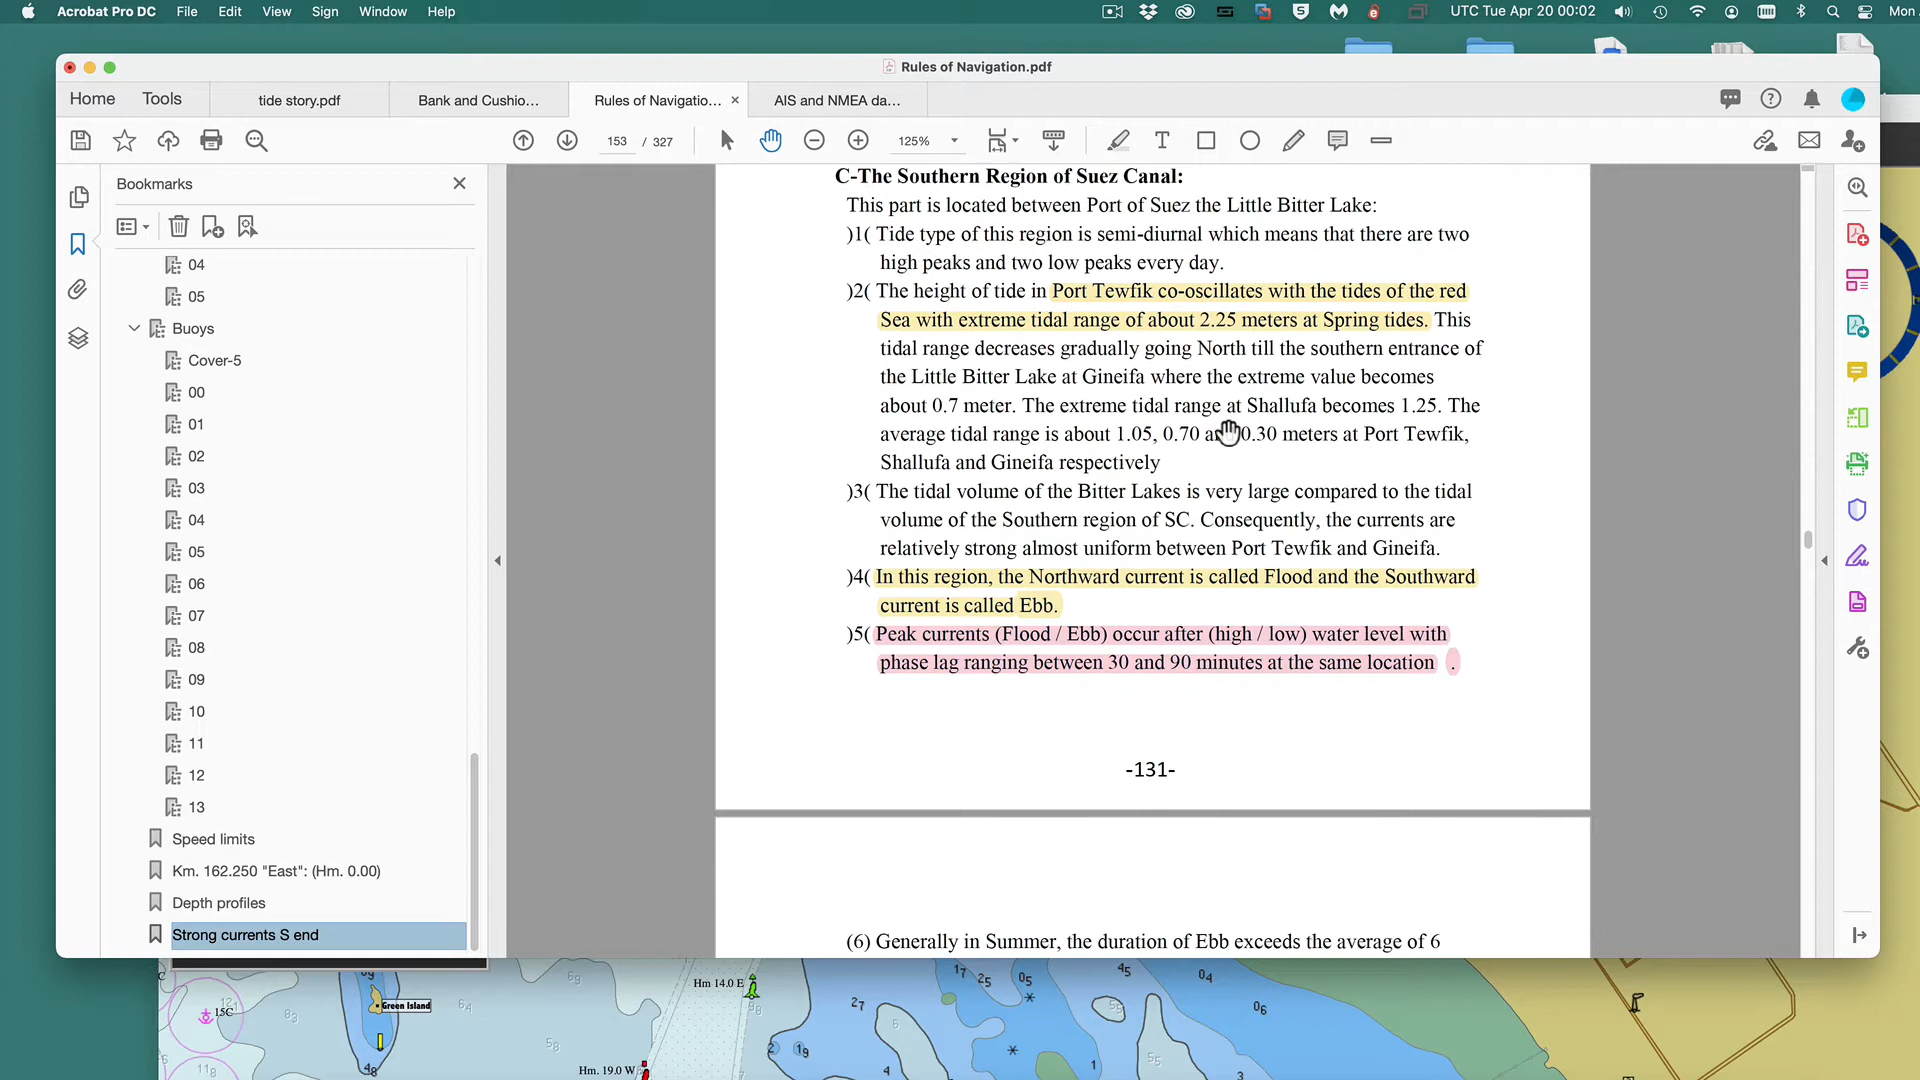 Acrobat Pro DC File Edit View Sign Window Help
UTC Tue Apr 20 00:02 Mon
Rules of Navigation.pdf
Home Tools tide story.pdf Bank and Cushio... Rules of Navigatio... × AIS and NMEA da...
153 / 327 125%
Bookmarks
04
05
Buoys
Cover-5
00
01
02
03
04
05
06
07
08
09
10
11
12
13
Speed limits
Km. 162.250 "East": (Hm. 0.00)
Depth profiles
Strong currents S end
C-The Southern Region of Suez Canal:
This part is located between Port of Suez the Little Bitter Lake:
)1( Tide type of this region is semi-diurnal which means that there are two
high peaks and two low peaks every day.
)2( The height of tide in Port Tewfik co-oscillates with the tides of the red
Sea with extreme tidal range of about 2.25 meters at Spring tides. This
tidal range decreases gradually going North till the southern entrance of
the Little Bitter Lake at Gineifa where the extreme value becomes
about 0.7 meter. The extreme tidal range at Shallufa becomes 1.25. The
average tidal range is about 1.05, 0.70 0.30 meters at Port Tewfik,
Shallufa and Gineifa respectively
)3( The tidal volume of the Bitter Lakes is very large compared to the tidal
volume of the Southern region of SC. Consequently, the currents are
relatively strong almost uniform between Port Tewfik and Gineifa.
)4( In this region, the Northward current is called Flood and the Southward
current is called Ebb.
)5( Peak currents (Flood / Ebb) occur after (high / low) water level with
phase lag ranging between 30 and 90 minutes at the same location .
-131-
(6) Generally in Summer, the duration of Ebb exceeds the average of 6
Green Island
15C
Hm 14.0 E
Hm. 19.0 W